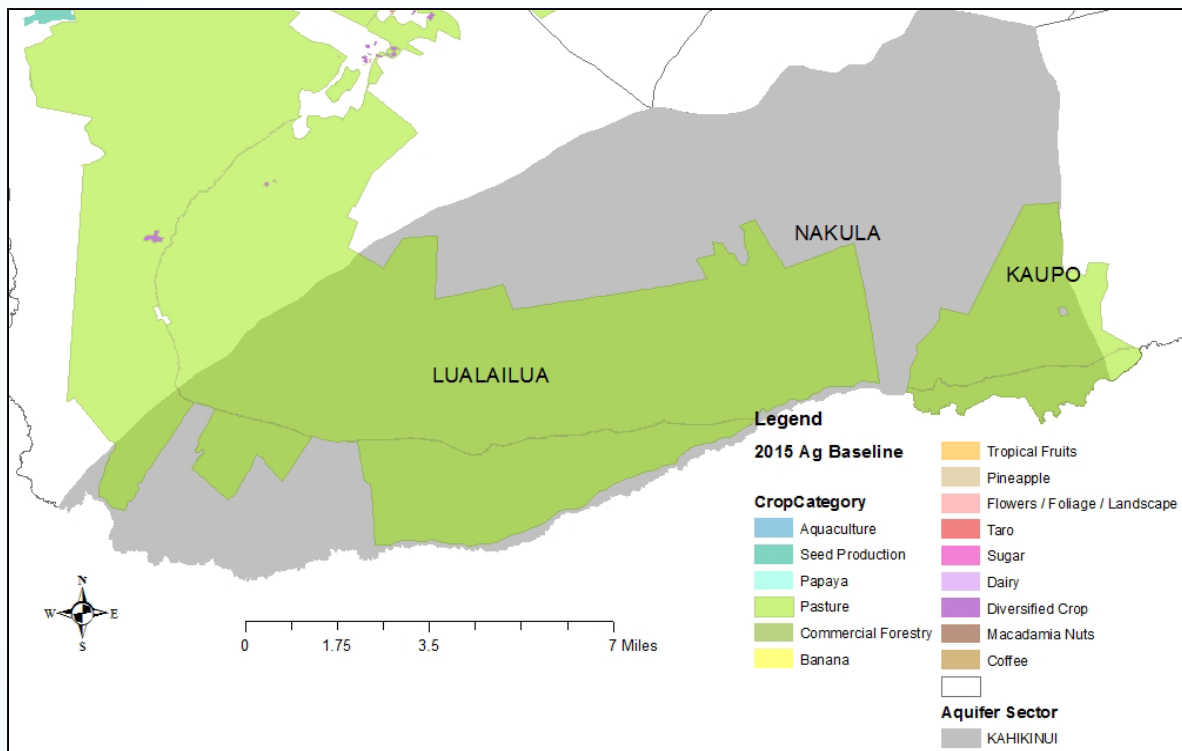 NAKULA
KAUPO
LUALAILUA
Legend
2015 Ag Baseline
CropCategory
Aquaculture
Seed Production
Papaya
Pasture
Commercial Forestry
Banana
Tropical Fruits
Pineapple
Flowers / Foliage / Landscape
Taro
Sugar
Dairy
Diversified Crop
Macadamia Nuts
Coffee
Aquifer Sector
KAHIKINUI
N
W E
S
0 1.75 3.5 7 Miles